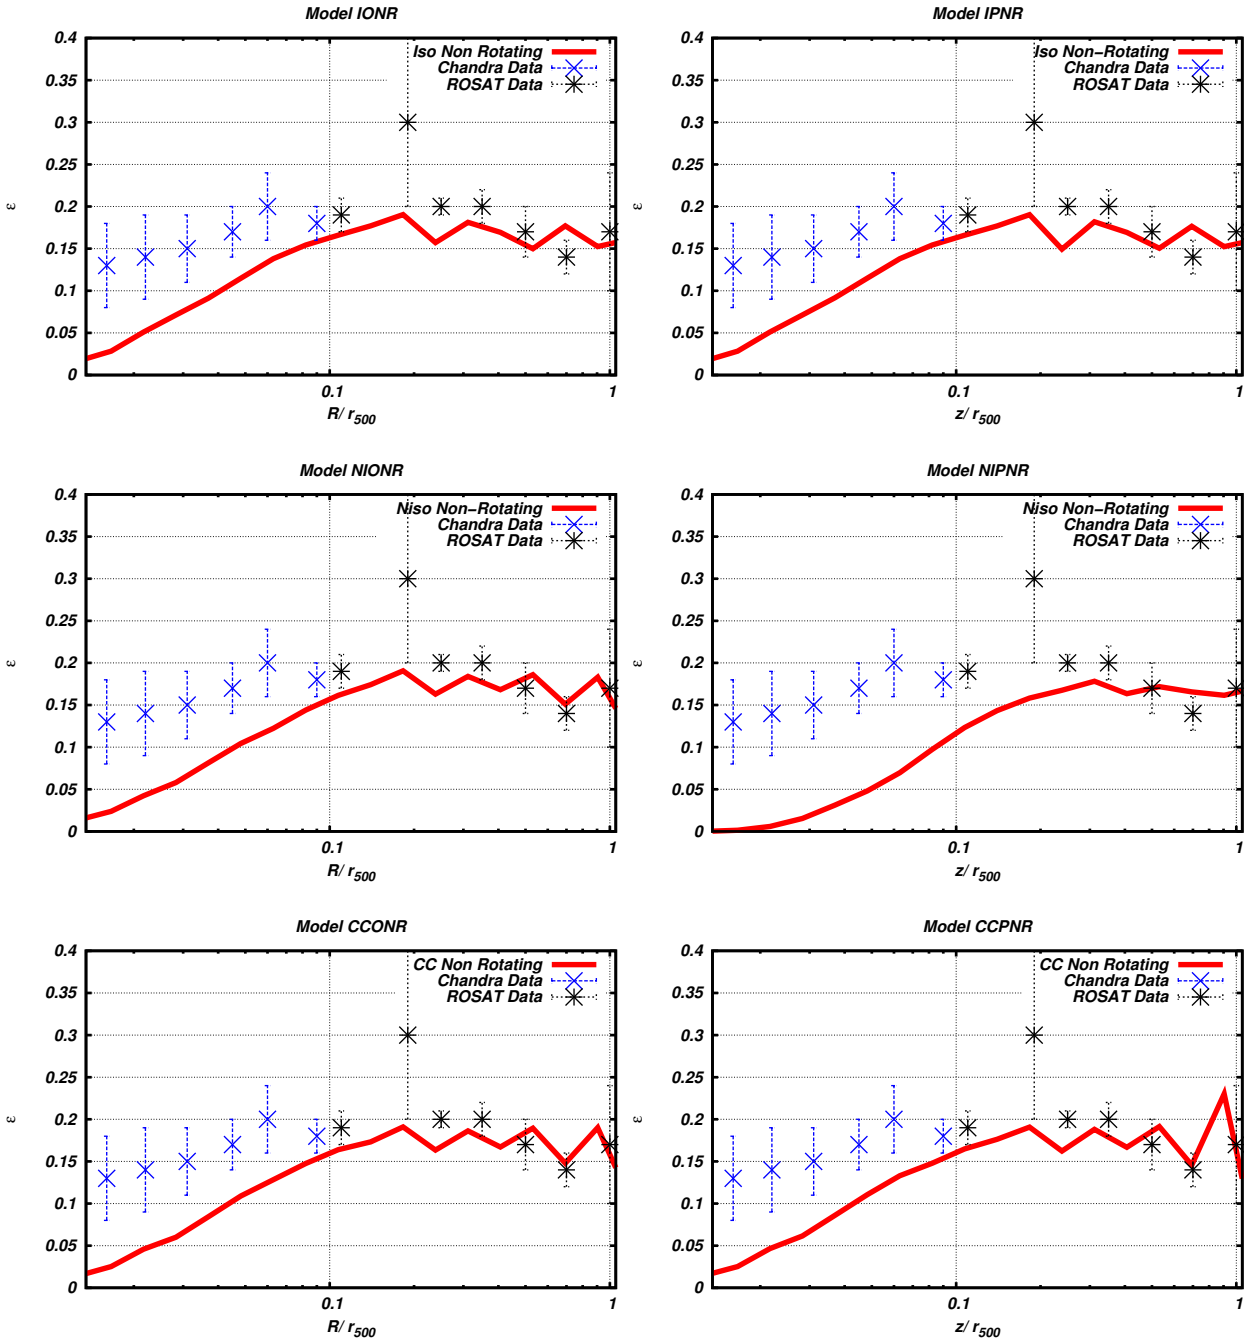 Model IONR
0.4
0.35
0.3
0.25
0.2
0.15
0.1
0.05
0
ε
Iso Non Rotating
Chandra Data
ROSAT Data
0.1
1
R/ r500
Model IPNR
0.4
0.35
0.3
0.25
0.2
0.15
0.1
0.05
0
ε
Iso Non-Rotating
Chandra Data
ROSAT Data
0.1
1
z/ r500
Model NIONR
0.4
0.35
0.3
0.25
0.2
0.15
0.1
0.05
0
ε
Niso Non-Rotating
Chandra Data
ROSAT Data
0.1
1
R/ r500
Model NIPNR
0.4
0.35
0.3
0.25
0.2
0.15
0.1
0.05
0
ε
Niso Non-Rotating
Chandra Data
ROSAT Data
0.1
1
z/ r500
Model CCONR
0.4
0.35
0.3
0.25
0.2
0.15
0.1
0.05
0
ε
CC Non Rotating
Chandra Data
ROSAT Data
0.1
1
R/ r500
Model CCPNR
0.4
0.35
0.3
0.25
0.2
0.15
0.1
0.05
0
ε
CC Non Rotating
Chandra Data
ROSAT Data
0.1
1
z/ r500